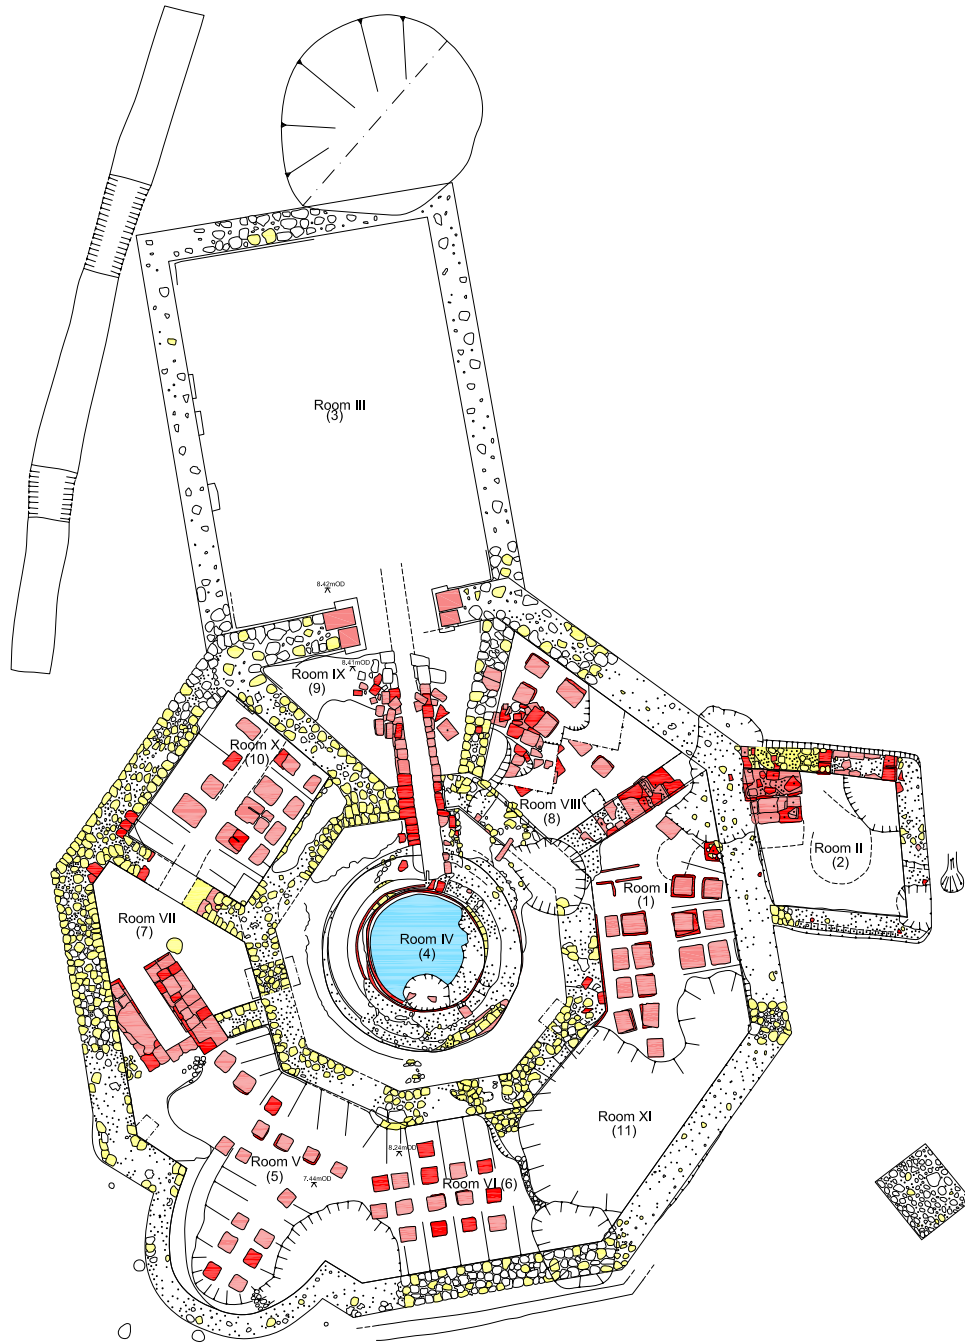 Room III
(3)
8.42mOD
8.41mOD
Room IX
(9)
Room X
(10)
Room VIII
(8)
Room II
(2)
Room I
(1)
Room VII
(7)
Room IV
(4)
Room XI
(11)
8.24mOD
Room V
(5)
7.44mOD
Room VI (6)